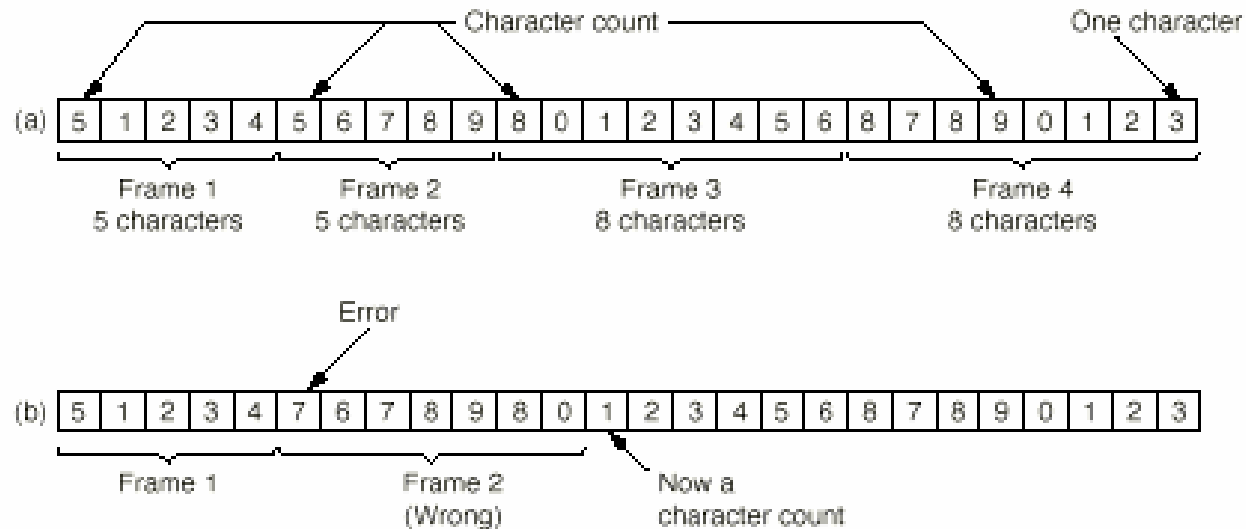 Character count
One character
(a) 5 1 2 3 4 5 6 7 8 9 8 0 1 2 3 4 5 6 8 7 8 9 0 1 2 3
Frame 1
5 characters
Frame 2
5 characters
Frame 3
8 characters
Frame 4
8 characters
Error
(b) 5 1 2 3 4 7 6 7 8 9 8 0 1 2 3 4 5 6 8 7 8 9 0 1 2 3
Frame 1
Frame 2
(Wrong)
Now a
character count